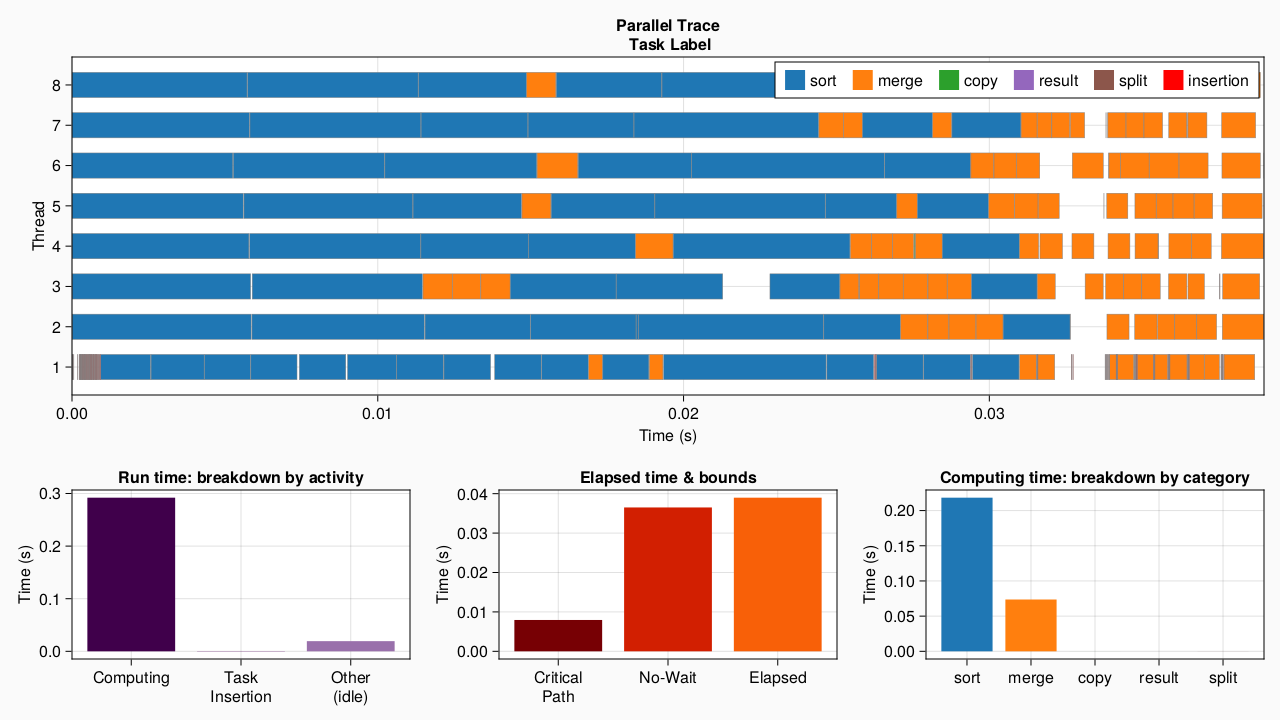 Parallel Trace
Task Label
sort merge copy result split insertion
Thread
8
7
6
5
4
3
2
1
0.00 0.01 0.02 0.03
Time (s)
Run time: breakdown by activity
Time (s)
0.3
0.2
0.1
0.0
Computing Task Insertion Other (idle)
Elapsed time & bounds
Time (s)
0.04
0.03
0.02
0.01
0.00
Critical Path No-Wait Elapsed
Computing time: breakdown by category
Time (s)
0.20
0.15
0.10
0.05
0.00
sort merge copy result split